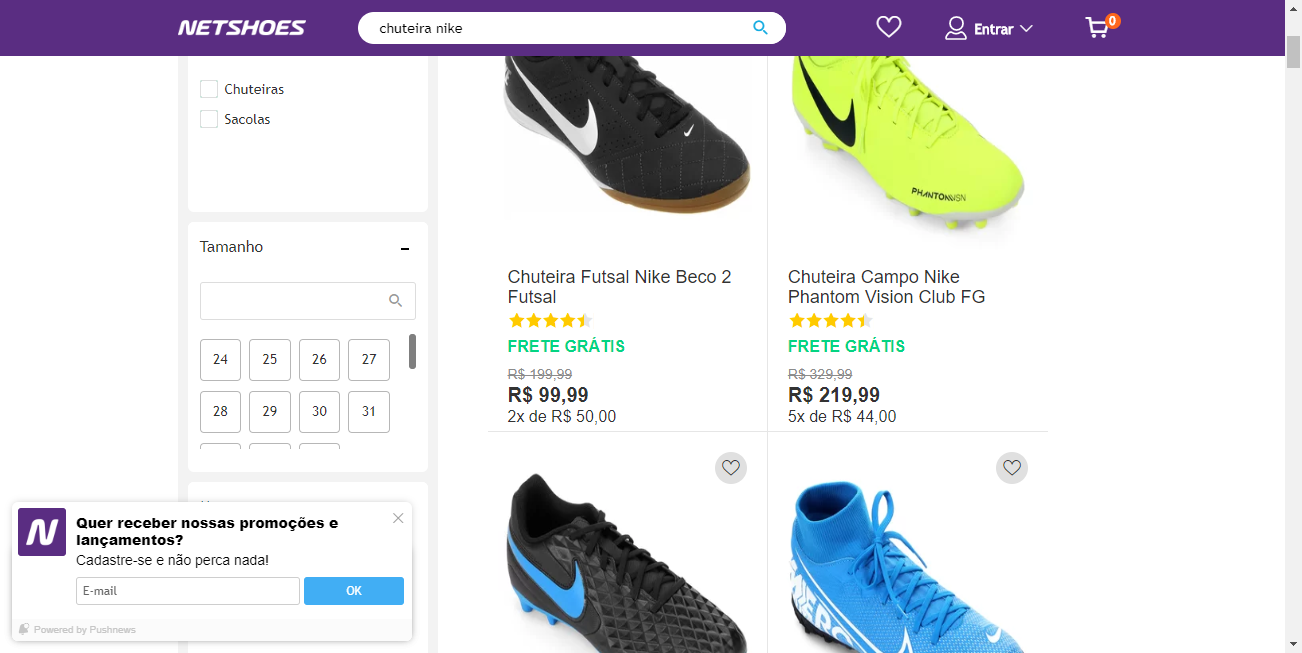 NETSHOES
chuteira nike
Entrar
0
Chuteiras
Sacolas
Tamanho
24
25
26
27
28
29
30
31
PHANTOMVSN
Chuteira Futsal Nike Beco 2
Futsal
FRETE GRÁTIS
R$ 199,99
R$ 99,99
2x de R$ 50,00
Chuteira Campo Nike
Phantom Vision Club FG
FRETE GRÁTIS
R$ 329,99
R$ 219,99
5x de R$ 44,00
N
Quer receber nossas promoções e
lançamentos?
Cadastre-se e não perca nada!
E-mail
OK
Powered by Pushnews